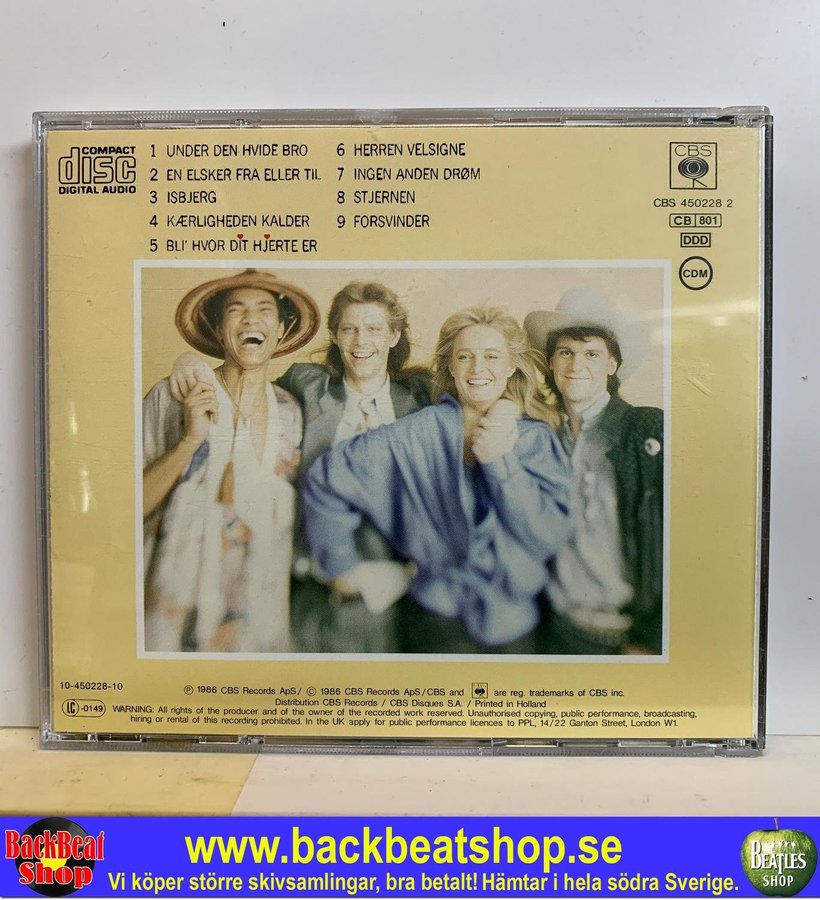 COMPACT
disc
DIGITAL AUDIO
1 UNDER DEN HVIDE BRO
2 EN ELSKER FRA ELLER TIL
3 ISBJERG
4 KÆRLIGHEDEN KALDER
5 BLI' HVOR DIT HJERTE ER
6 HERREN VELSIGNE
7 INGEN ANDEN DRØM
8 STJERNEN
9 FORSVINDER
CBS
CBS 450228 2
CB 801
DDD
CDM
10-450228-10
LC -0149
℗ 1986 CBS Records ApS/ © 1986 CBS Records ApS/CBS and are reg. trademarks of CBS inc.
Distribution CBS Records / CBS Disques S.A. / Printed in Holland
WARNING: All rights of the producer and of the owner of the recorded work reserved. Unauthorised copying, public performance, broadcasting,
hiring or rental of this recording prohibited. In the UK apply for public performance licences to PPL, 14/22 Ganton Street, London W1.
BackBeat
Shop
www.backbeatshop.se
Vi köper större skivsamlingar, bra betalt! Hämtar i hela södra Sverige.
BEATLES
SHOP